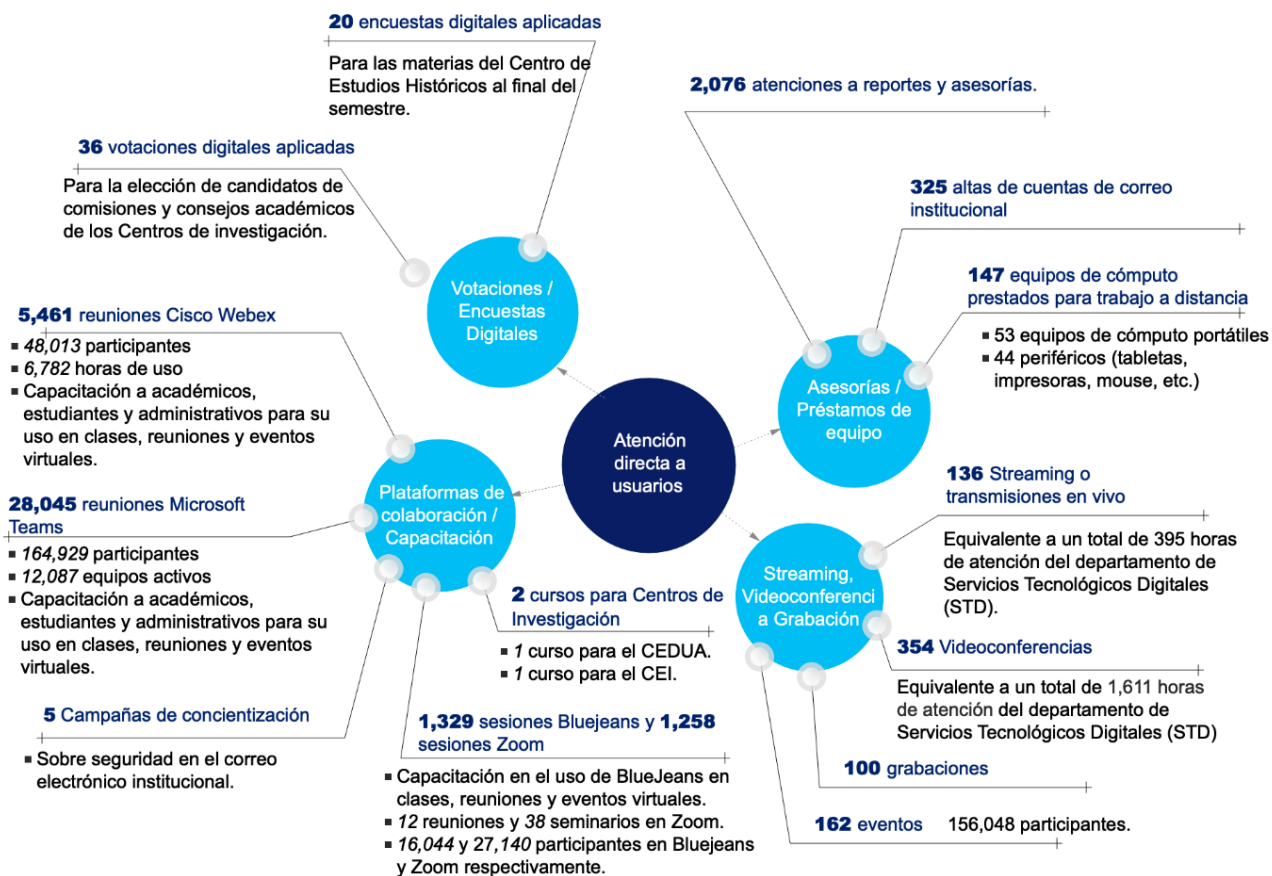 20 encuestas digitales aplicadas
Para las materias del Centro de
Estudios Históricos al final del
semestre.
36 votaciones digitales aplicadas
Para la elección de candidatos de
comisiones y consejos académicos
de los Centros de investigación.
Votaciones /
Encuestas
Digitales
2,076 atenciones a reportes y asesorías.
325 altas de cuentas de correo
institucional
147 equipos de cómputo
prestados para trabajo a distancia
▪ 53 equipos de cómputo portátiles
▪ 44 periféricos (tabletas,
impresoras, mouse, etc.)
Asesorías /
Préstamos de
equipo
Atención
directa a
usuarios
5,461 reuniones Cisco Webex
▪ 48,013 participantes
▪ 6,782 horas de uso
▪ Capacitación a académicos,
estudiantes y administrativos para su
uso en clases, reuniones y eventos
virtuales.
28,045 reuniones Microsoft
Teams
▪ 164,929 participantes
▪ 12,087 equipos activos
▪ Capacitación a académicos,
estudiantes y administrativos para su
uso en clases, reuniones y eventos
virtuales.
Plataformas de
colaboración /
Capacitación
5 Campañas de concientización
▪ Sobre seguridad en el correo
electrónico institucional.
2 cursos para Centros de
Investigación
▪ 1 curso para el CEDUA.
▪ 1 curso para el CEI.
1,329 sesiones Bluejeans y 1,258
sesiones Zoom
▪ Capacitación en el uso de BlueJeans en
clases, reuniones y eventos virtuales.
▪ 12 reuniones y 38 seminarios en Zoom.
▪ 16,044 y 27,140 participantes en Bluejeans
y Zoom respectivamente.
Streaming,
Videoconferenci
a Grabación
136 Streaming o
transmisiones en vivo
Equivalente a un total de 395 horas
de atención del departamento de
Servicios Tecnológicos Digitales
(STD).
354 Videoconferencias
Equivalente a un total de 1,611 horas
de atención del departamento de
Servicios Tecnológicos Digitales (STD)
100 grabaciones
162 eventos 156,048 participantes.